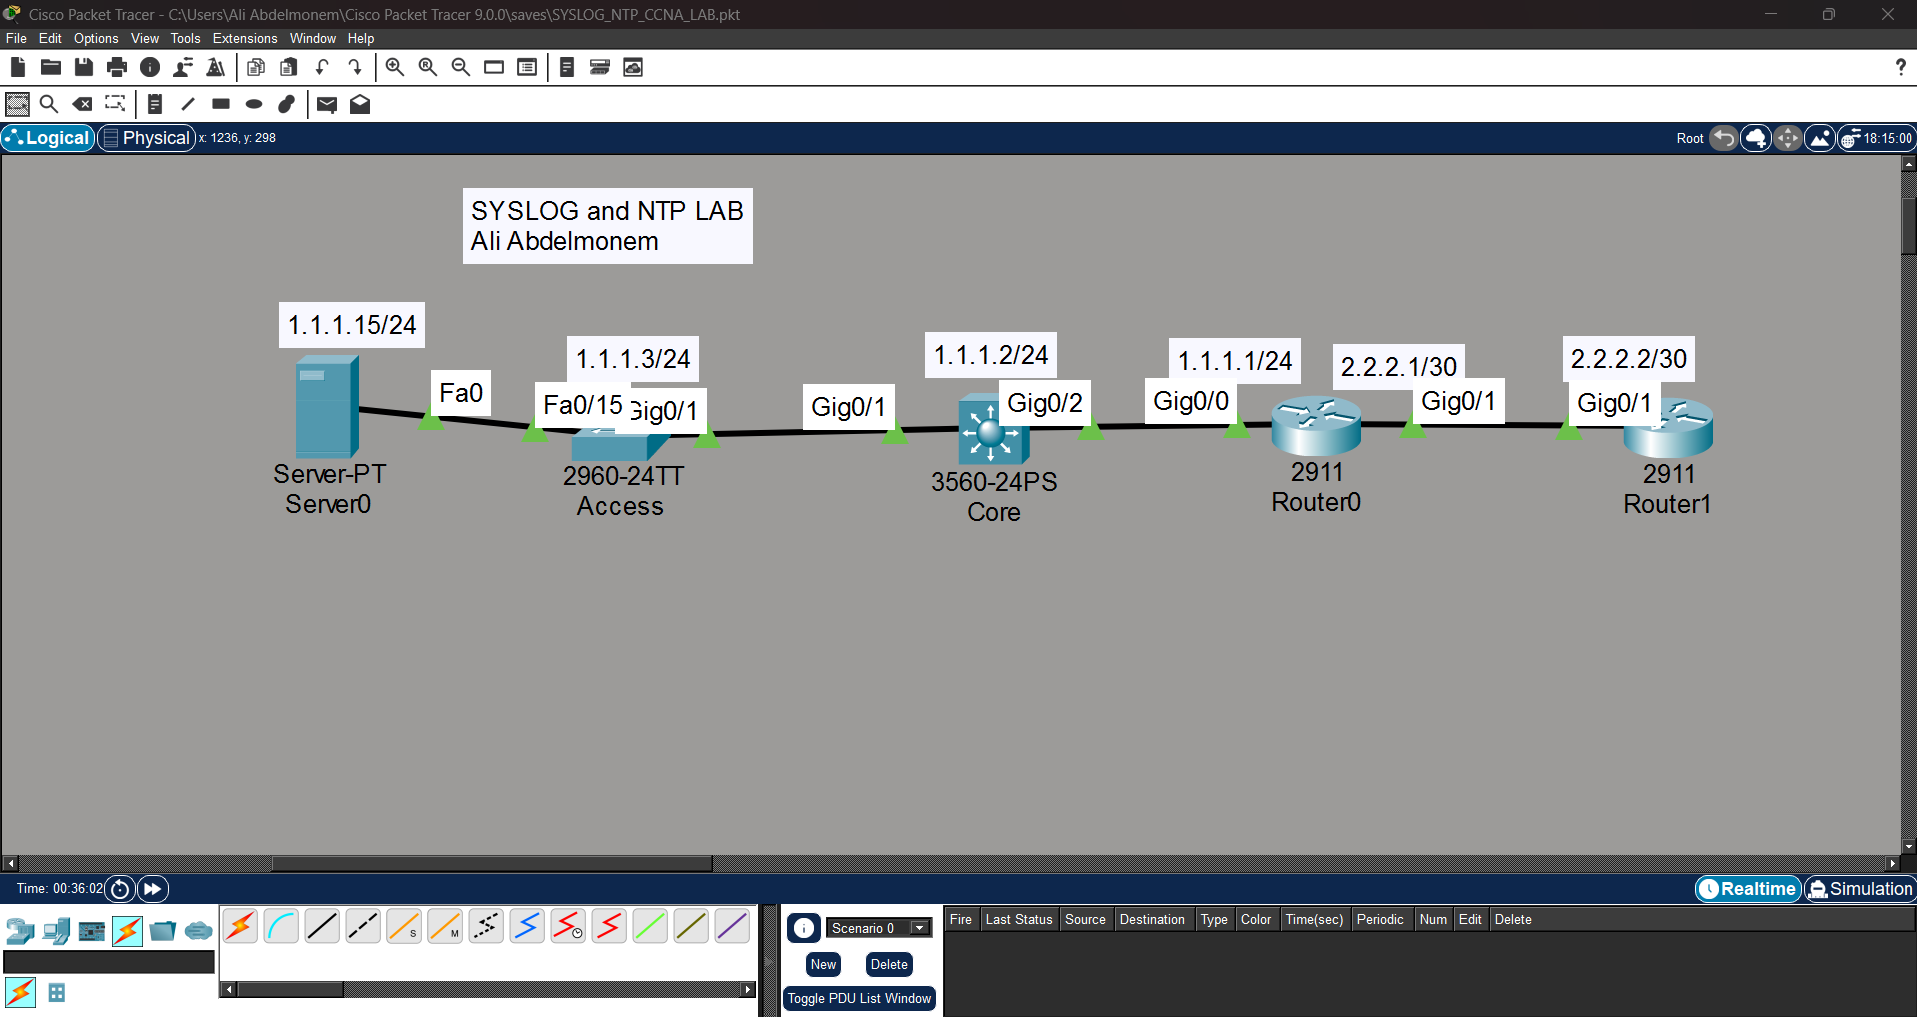 Cisco Packet Tracer - C:\Users\Ali Abdelmonem\Cisco Packet Tracer 9.0.0\saves\SYSLOG_NTP_CCNA_LAB.pkt
File Edit Options View Tools Extensions Window Help
?
Logical Physical x: 1236, y: 298 Root 18:15:00
SYSLOG and NTP LAB
Ali Abdelmonem
1.1.1.15/24
1.1.1.3/24
1.1.1.2/24
1.1.1.1/24
2.2.2.1/30
2.2.2.2/30
Fa0
Fa0/15
Gig0/1
Gig0/1
Gig0/2
Gig0/0
Gig0/1
Gig0/1
Server-PT
Server0
2960-24TT
Access
3560-24PS
Core
2911
Router0
2911
Router1
Time: 00:36:02 Realtime Simulation
S M
Scenario 0
New Delete
Toggle PDU List Window
Fire Last Status Source Destination Type Color Time(sec) Periodic Num Edit Delete